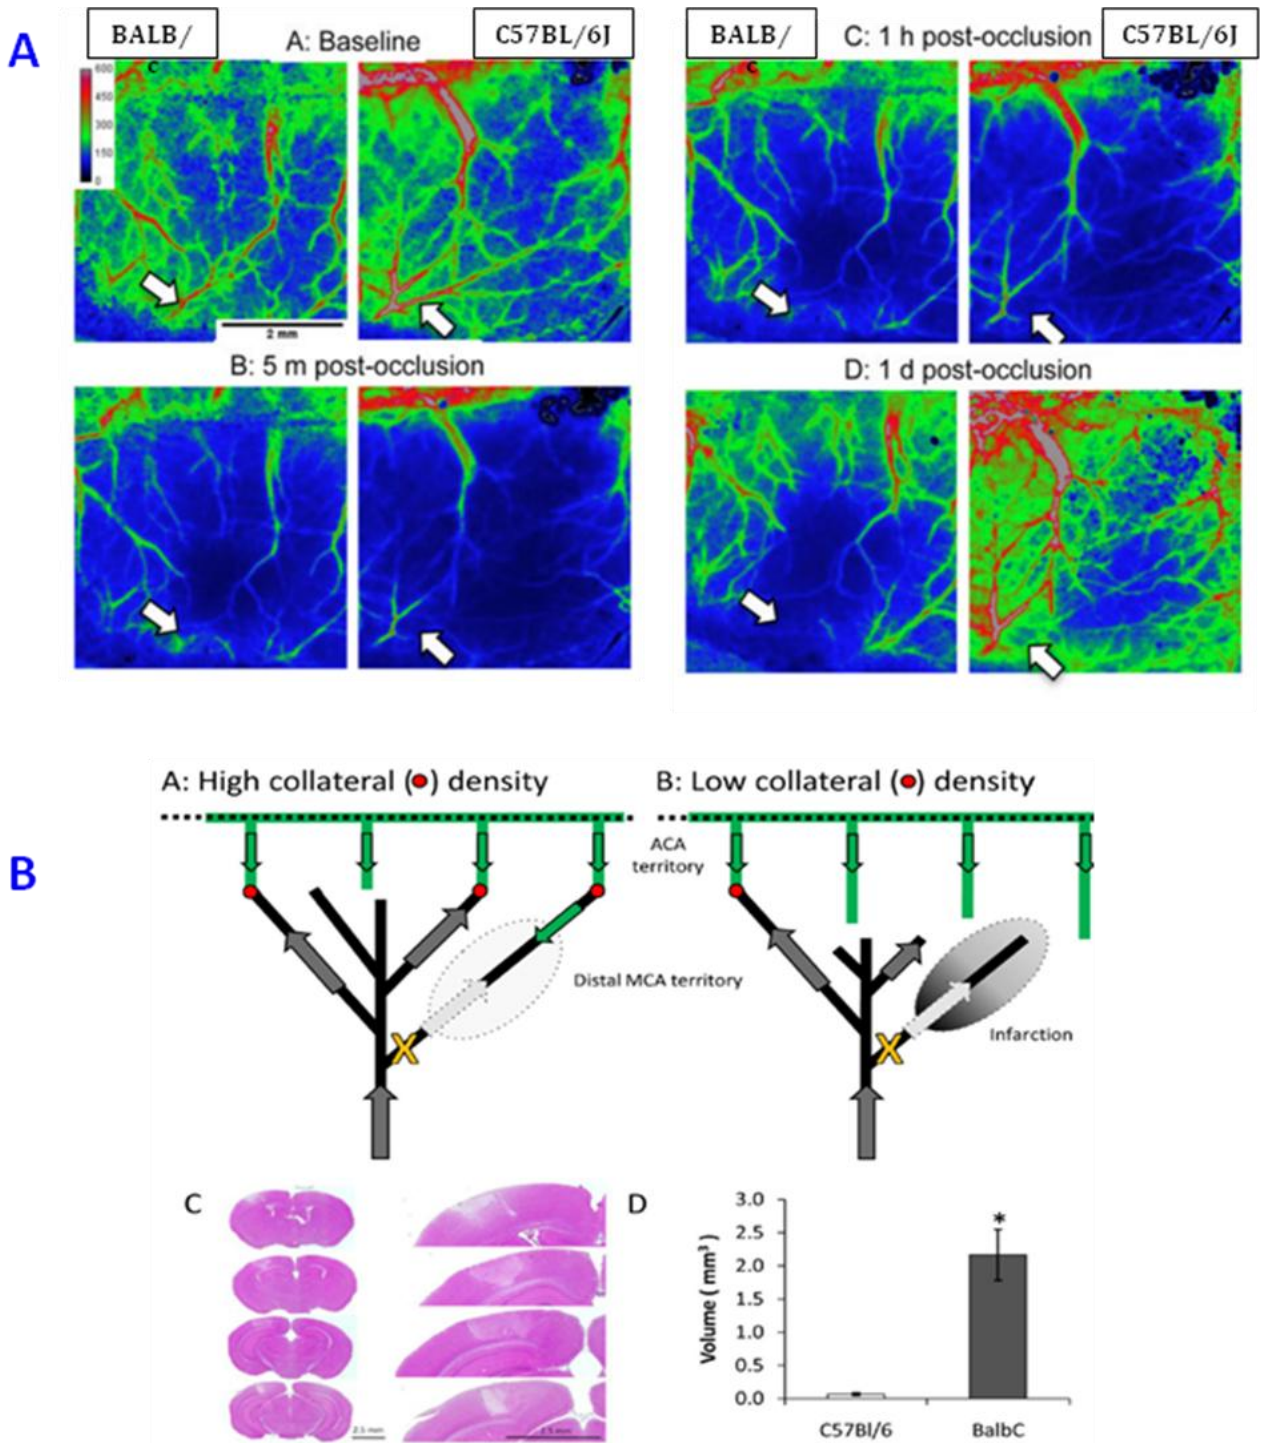 A
BALB/
c
A: Baseline
C57BL/6J
BALB/
c
C: 1 h post-occlusion
C57BL/6J
600
450
300
150
0
2 mm
B: 5 m post-occlusion
D: 1 d post-occlusion
B
A: High collateral ( ) density
B: Low collateral ( ) density
ACA
territory
X
Distal MCA territory
X
Infarction
C
2.5 mm
2.5 mm
D
Volume ( mm³ )
3.0
2.5
2.0
1.5
1.0
0.5
0.0
*
C57Bl/6
BalbC